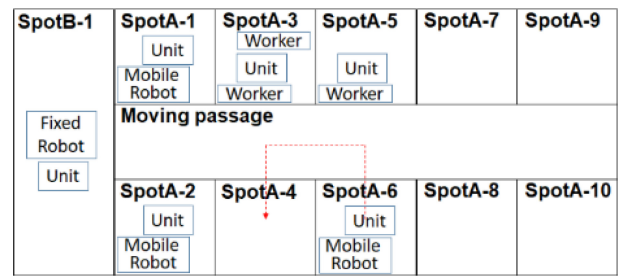 SpotB-1
Fixed
Robot
Unit
SpotA-1
Unit
Mobile
Robot
SpotA-3
Worker
Unit
Worker
SpotA-5
Unit
Worker
SpotA-7
SpotA-9
Moving passage
SpotA-2
Unit
Mobile
Robot
SpotA-4
SpotA-6
Unit
Mobile
Robot
SpotA-8
SpotA-10